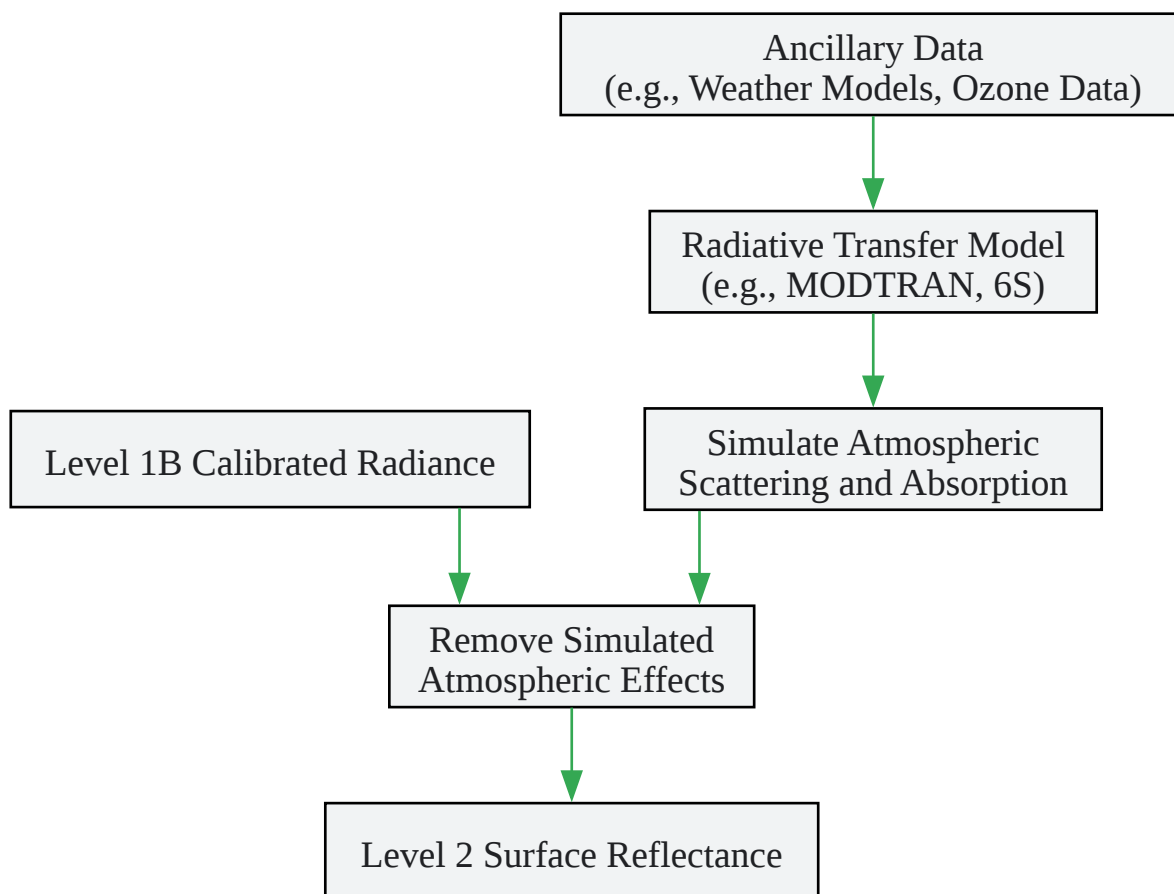 Ancillary Data
(e.g., Weather Models, Ozone Data)
Radiative Transfer Model
(e.g., MODTRAN, 6S)
Level 1B Calibrated Radiance
Simulate Atmospheric
Scattering and Absorption
Remove Simulated
Atmospheric Effects
Level 2 Surface Reflectance